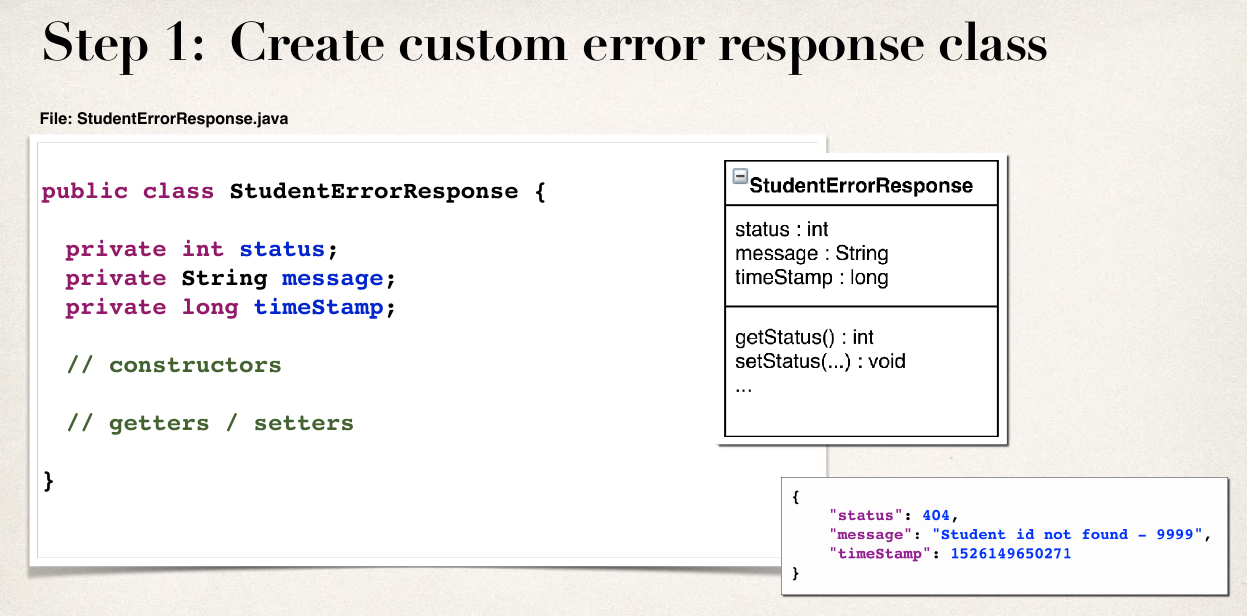 Step 1: Create custom error response class
File: StudentErrorResponse.java
public class StudentErrorResponse {
private int status;
private String message;
private long timeStamp;
// constructors
// getters / setters
}
StudentErrorResponse
status : int
message : String
timeStamp : long
getStatus() : int
setStatus(...) : void
...
{
"status": 404,
"message": "Student id not found - 9999",
"timeStamp": 1526149650271
}